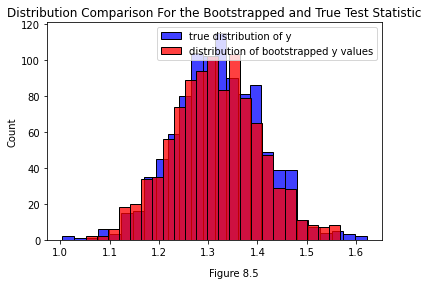 Distribution Comparison For the Bootstrapped and True Test Statistic
true distribution of y
distribution of bootstrapped y values
120
100
80
60
40
20
0
Count
1.0 1.1 1.2 1.3 1.4 1.5 1.6
Figure 8.5